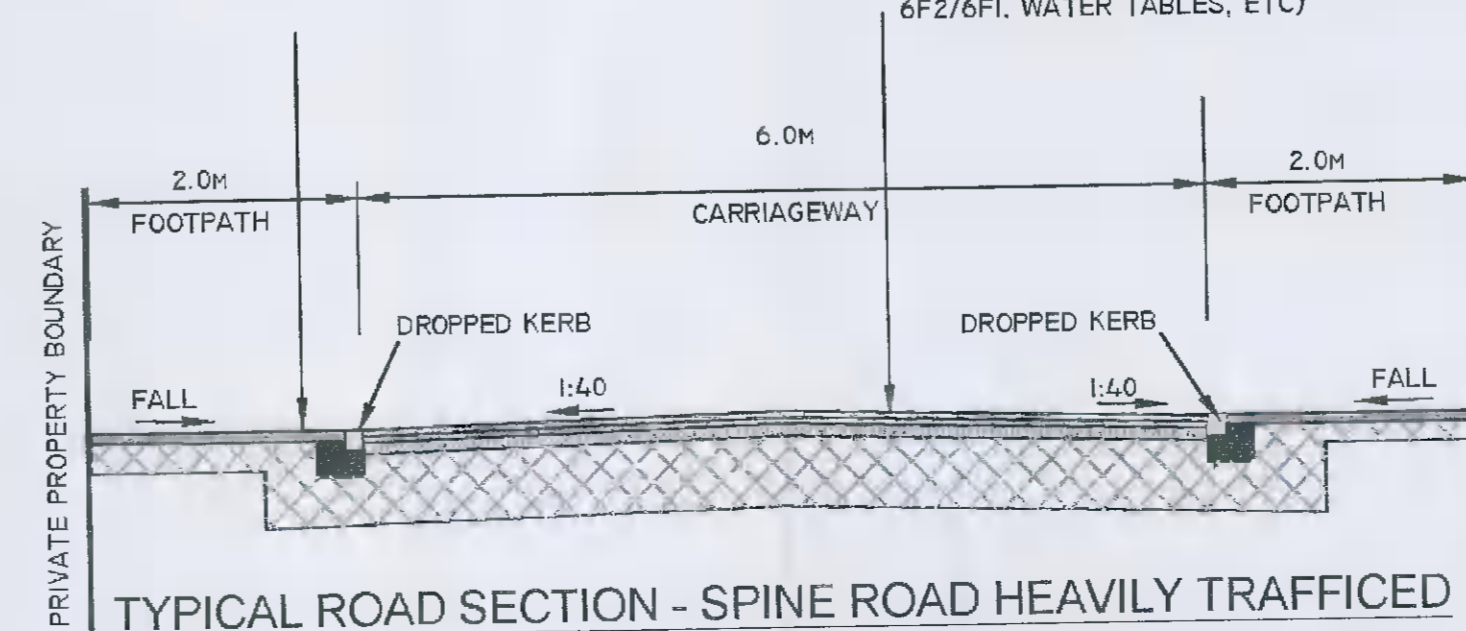 6F2/6F1. WATER TABLES, ETC)
6.0M
2.0M
2.0M
FOOTPATH
CARRIAGEWAY
FOOTPATH
PRIVATE PROPERTY BOUNDARY
DROPPED KERB
DROPPED KERB
FALL
1:40
1:40
FALL
TYPICAL ROAD SECTION - SPINE ROAD HEAVILY TRAFFICED